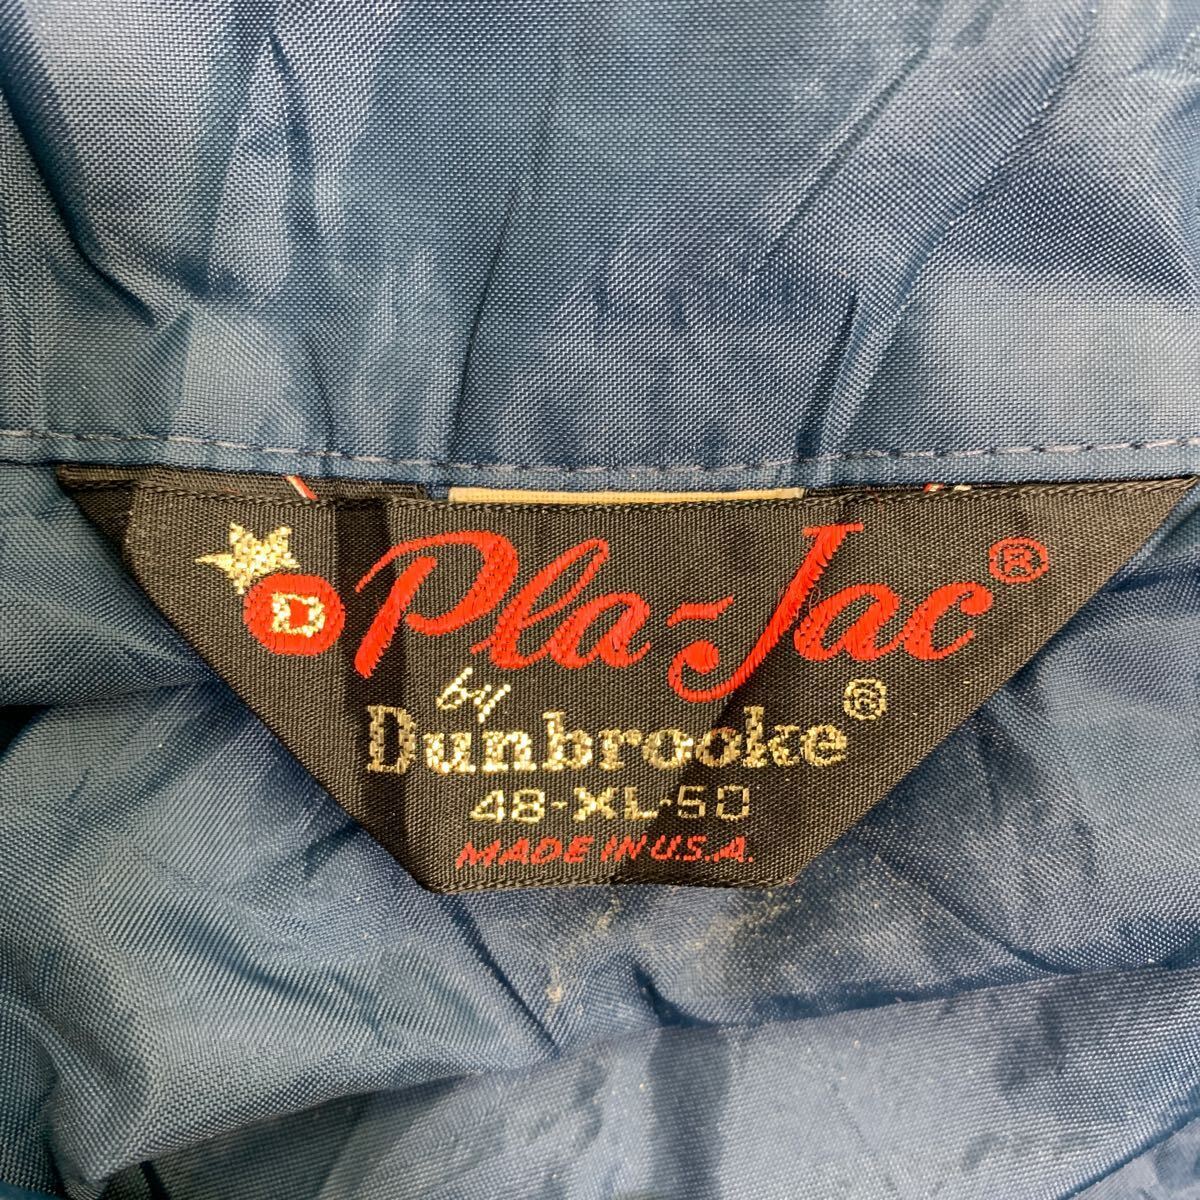 D Pla-Jac®
by
Dunbrooke®
48-XL-50
MADE IN U.S.A.